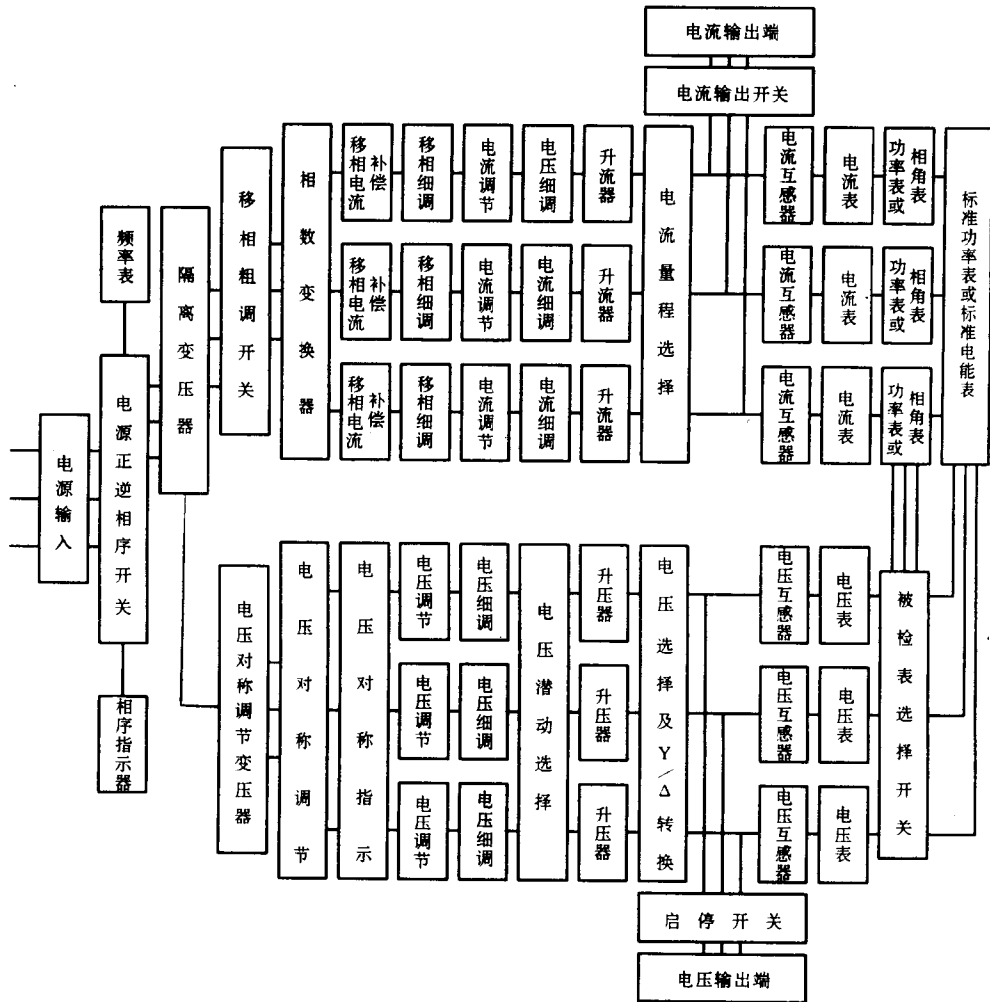 电流输出端
电流输出开关
频率表
隔离变压器
移相粗调开关
相数变换器
移相电流补偿
移相细调
电流调节
电压细调
升流器
电流量程选择
电流互感器
电流表
功率表或相角表
标准功率表或标准电能表
移相电流补偿
移相细调
电流调节
电流细调
升流器
电流互感器
电流表
功率表或相角表
移相电流补偿
移相细调
电流调节
电流细调
升流器
电流互感器
电流表
功率表或相角表
电源输入
电源正逆相序开关
相序指示器
电压对称调节变压器
电压对称调节
电压对称指示
电压调节
电压细调
电压潜动选择
升压器
电压选择及Y/Δ转换
电压互感器
电压表
被检表选择开关
电压调节
电压细调
升压器
电压互感器
电压表
电压调节
电压细调
升压器
电压互感器
电压表
启停开关
电压输出端